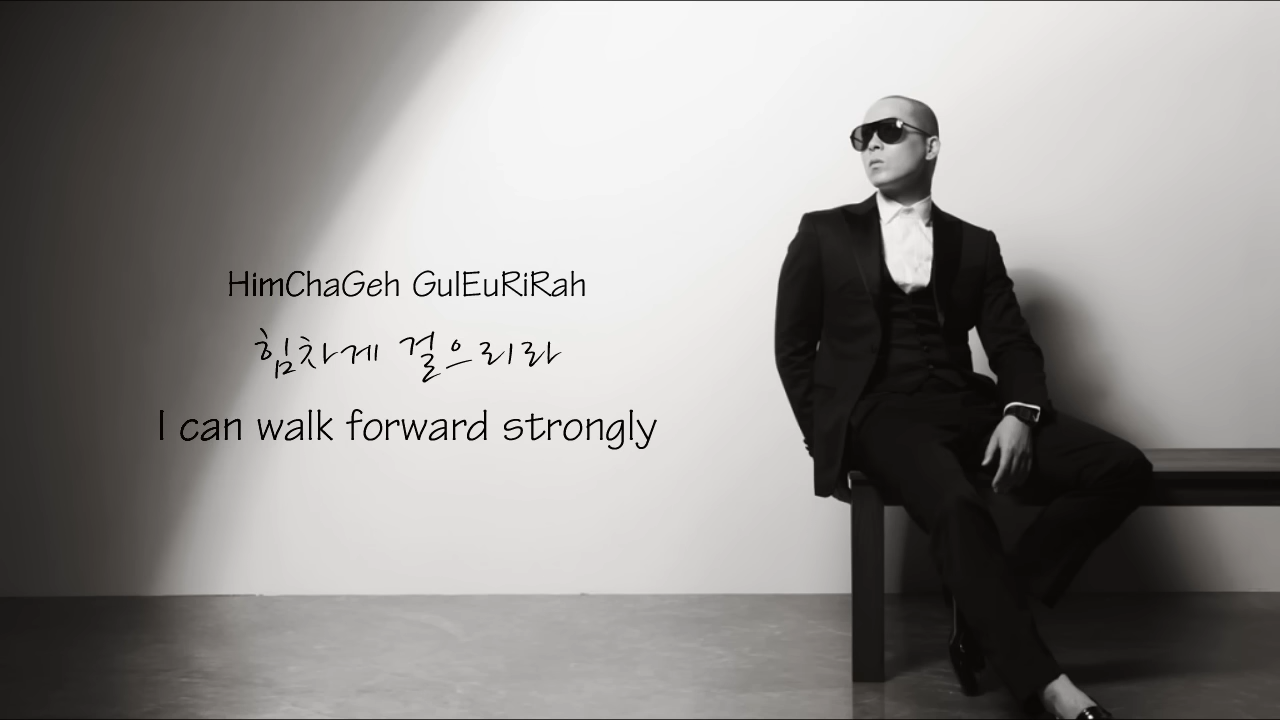 HimChaGeh GulEuRiRah
힘차게 걸으리라
I can walk forward strongly